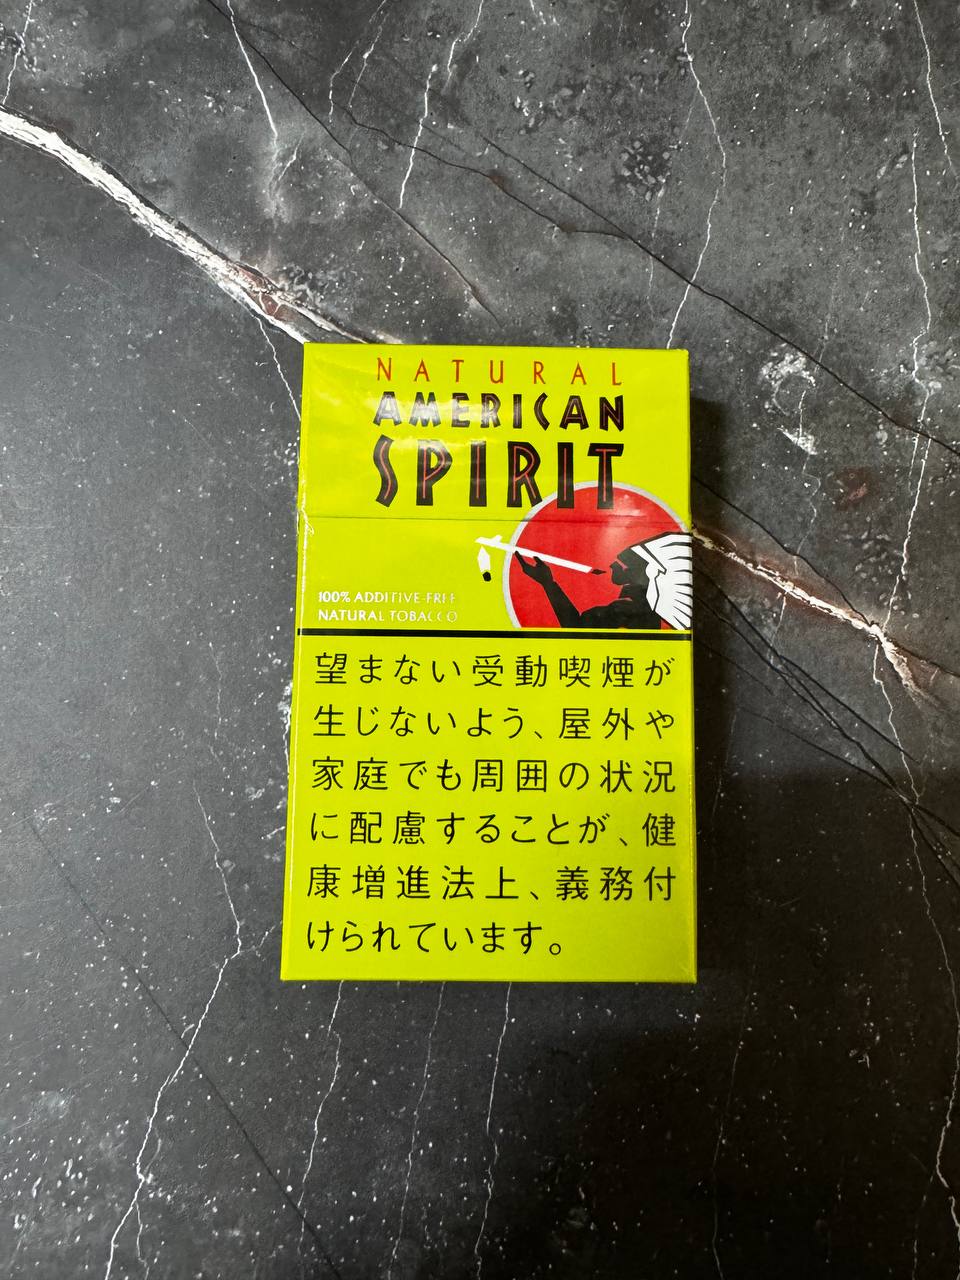 NATURAL
AMERICAN
SPIRIT
100% ADDITIVE-FREE
NATURAL TOBACCO
望まない受動喫煙が
生じないよう、屋外や
家庭でも周囲の状況
に配慮することが、健
康増進法上、義務付
けられています。